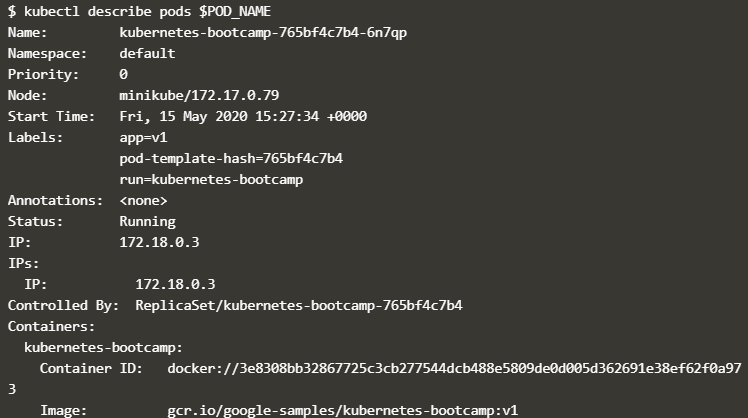 $ kubectl describe pods $POD_NAME
Name:         kubernetes-bootcamp-765bf4c7b4-6n7qp
Namespace:    default
Priority:     0
Node:         minikube/172.17.0.79
Start Time:   Fri, 15 May 2020 15:27:34 +0000
Labels:       app=v1
              pod-template-hash=765bf4c7b4
              run=kubernetes-bootcamp
Annotations:  <none>
Status:       Running
IP:           172.18.0.3
IPs:
  IP:           172.18.0.3
Controlled By:  ReplicaSet/kubernetes-bootcamp-765bf4c7b4
Containers:
  kubernetes-bootcamp:
    Container ID:   docker://3e8308bb32867725c3cb277544dcb488e5809de0d005d362691e38ef62f0a97
3
    Image:          gcr.io/google-samples/kubernetes-bootcamp:v1